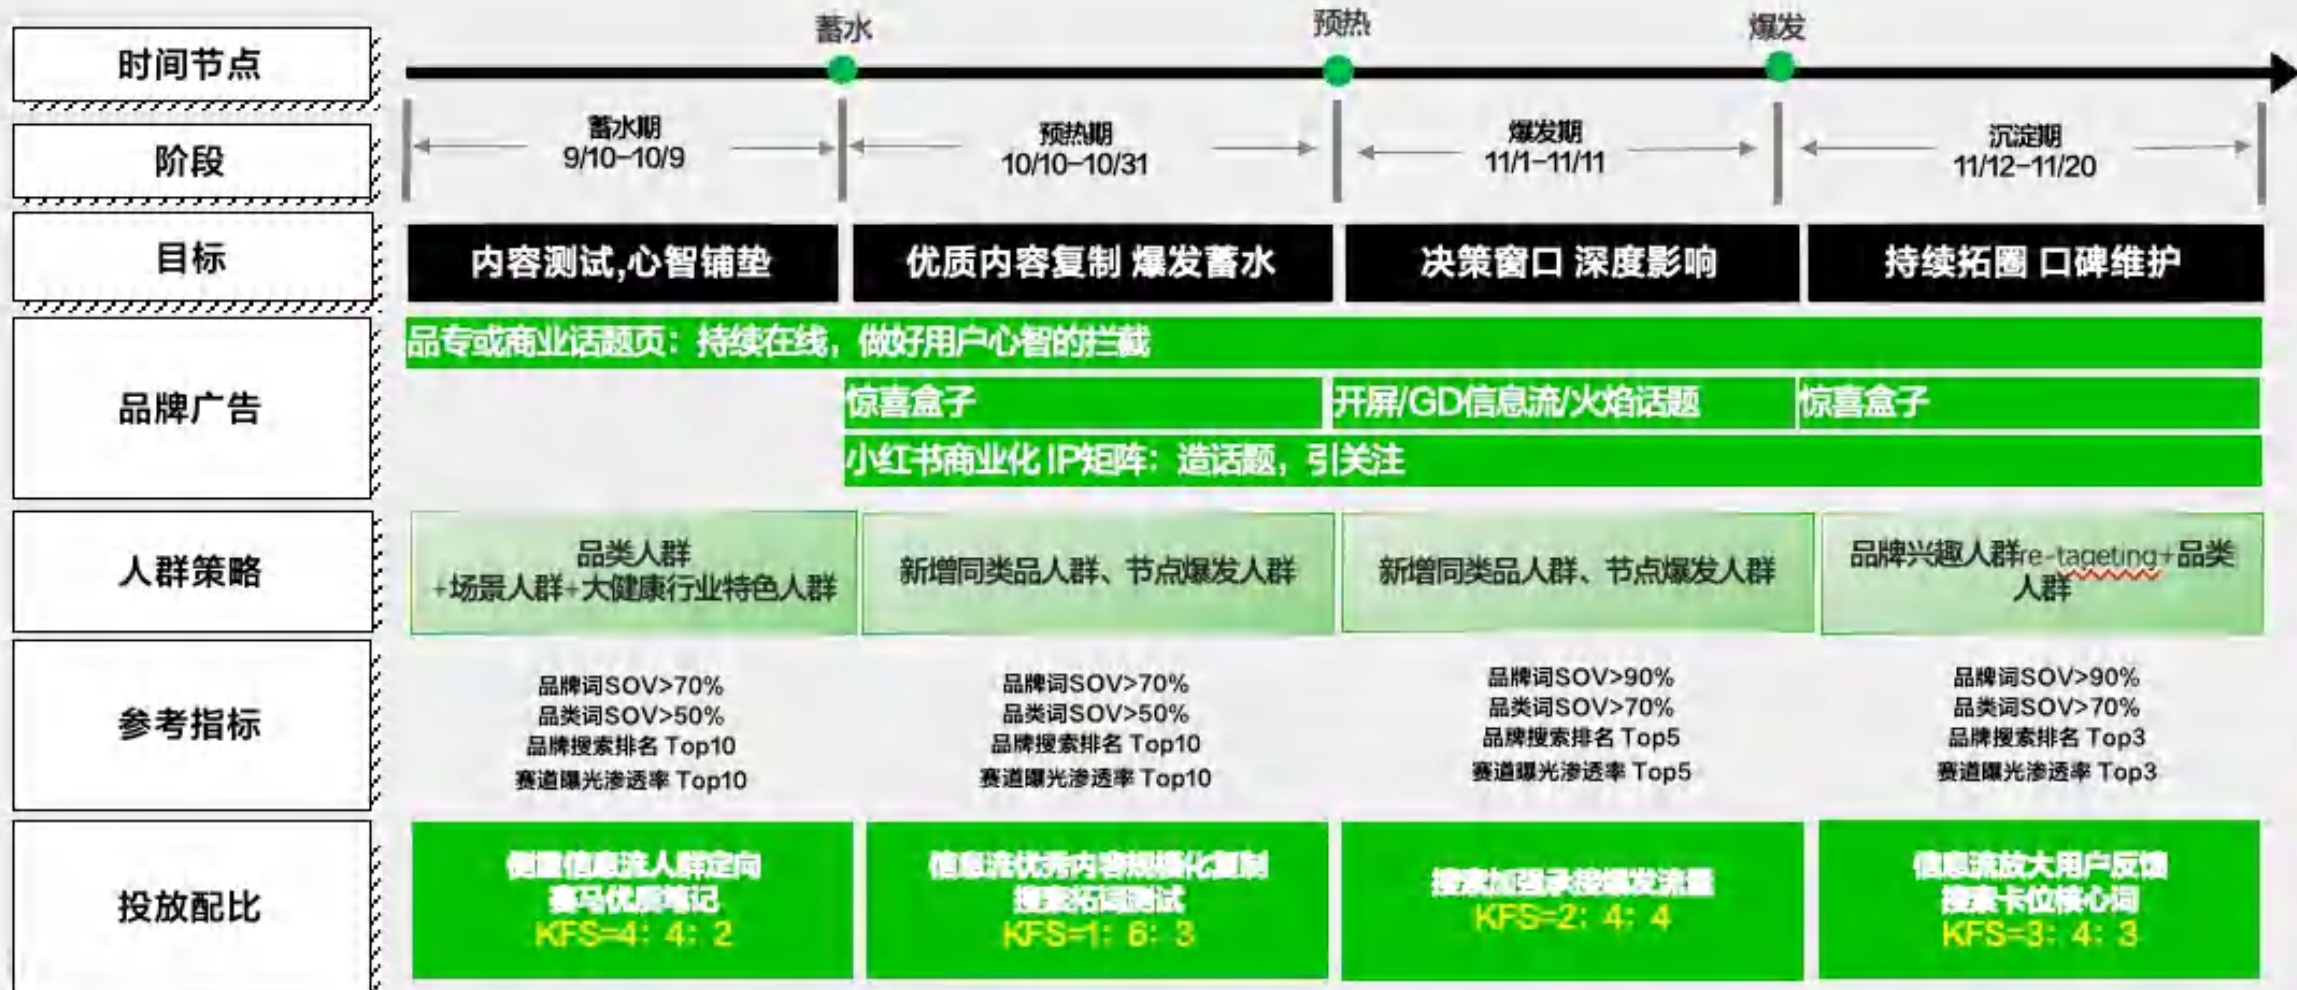 蓄水
预热
爆发
时间节点
阶段
蓄水期
9/10-10/9
预热期
10/10-10/31
爆发期
11/1-11/11
沉淀期
11/12-11/20
目标
内容测试,心智铺垫
优质内容复制 爆发蓄水
决策窗口 深度影响
持续拓圈 口碑维护
品牌广告
品专或商业话题页：持续在线，做好用户心智的拦截
惊喜盒子
开屏/GD信息流/火焰话题
惊喜盒子
小红书商业化 IP矩阵：造话题，引关注
人群策略
品类人群
+场景人群+大健康行业特色人群
新增同类品人群、节点爆发人群
新增同类品人群、节点爆发人群
品牌兴趣人群re-tageting+品类
人群
参考指标
品牌词SOV>70%
品类词SOV>50%
品牌搜索排名 Top10
赛道曝光渗透率 Top10
品牌词SOV>70%
品类词SOV>50%
品牌搜索排名 Top10
赛道曝光渗透率 Top10
品牌词SOV>90%
品类词SOV>70%
品牌搜索排名 Top5
赛道曝光渗透率 Top5
品牌词SOV>90%
品类词SOV>70%
品牌搜索排名 Top3
赛道曝光渗透率 Top3
投放配比
侧重信息流人群定向
赛马优质笔记
KFS=4：4：2
信息流优秀内容规模化复制
搜索拓词测试
KFS=1：6：3
搜索加强承接爆发流量
KFS=2：4：4
信息流放大用户反馈
搜索卡位核心词
KFS=3：4：3